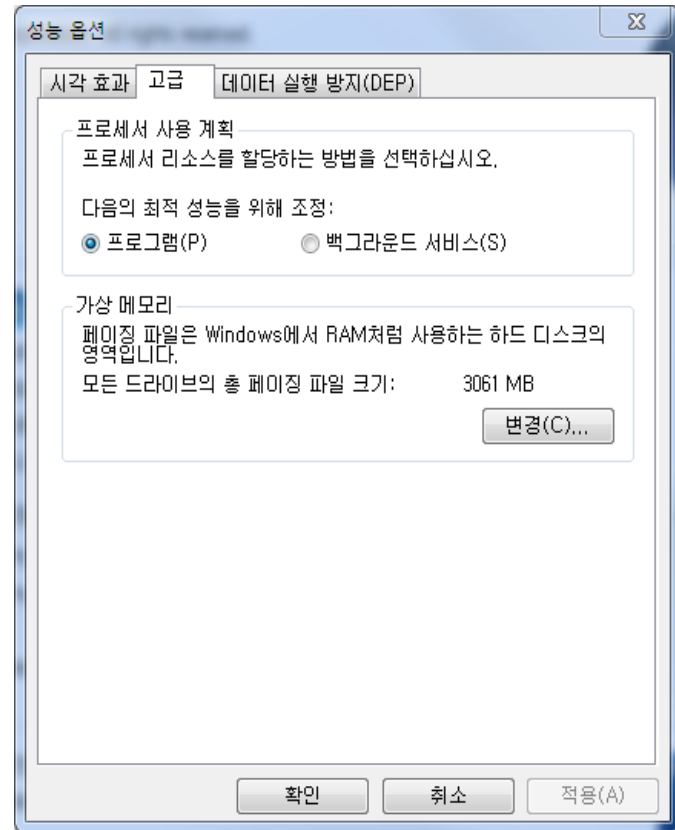 성능 옵션
rights reserved.
시각 효과 고급 데이터 실행 방지(DEP)
프로세서 사용 계획
프로세서 리소스를 할당하는 방법을 선택하십시오.
다음의 최적 성능을 위해 조정:
프로그램(P) 백그라운드 서비스(S)
가상 메모리
페이징 파일은 Windows에서 RAM처럼 사용하는 하드 디스크의
영역입니다.
모든 드라이브의 총 페이징 파일 크기: 3061 MB
변경(C)...
확인 취소 적용(A)